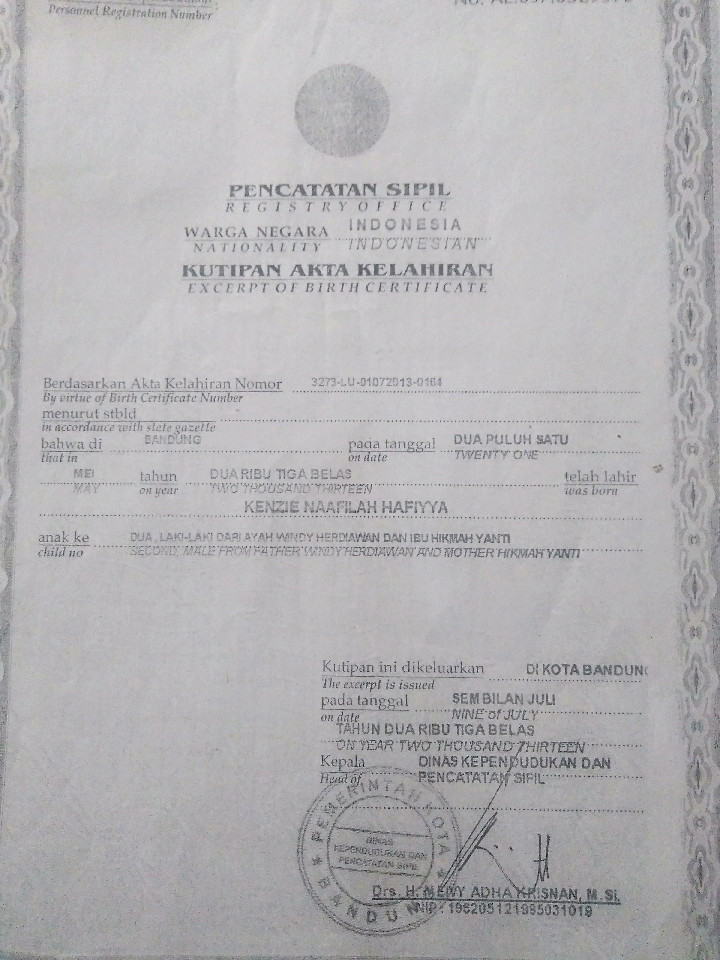 Personnel Registration Number
PENCATATAN SIPIL
REGISTRY OFFICE
WARGA NEGARA INDONESIA
NATIONALITY INDONESIAN
KUTIPAN AKTA KELAHIRAN
EXCERPT OF BIRTH CERTIFICATE
Berdasarkan Akta Kelahiran Nomor 3273-LU-01072013-0164
By virtue of Birth Certificate Number
menurut stbld
in accordance with state gazette
bahwa di BANDUNG pada tanggal DUA PULUH SATU
that in on date TWENTY ONE
MEI tahun DUA RIBU TIGA BELAS telah lahir
MAY on year TWO THOUSAND THIRTEEN was born
KENZIE NAAFILAH HAFIYYA
anak ke DUA, LAKI-LAKI DARI AYAH WINDY HERDIAWAN DAN IBU HIKMAH YANTI
child no SECOND, MALE FROM FATHER WINDY HERDIAWAN AND MOTHER HIKMAH YANTI
Kutipan ini dikeluarkan DI KOTA BANDUNG
The excerpt is issued
pada tanggal SEMBILAN JULI
on date NINE of JULY
TAHUN DUA RIBU TIGA BELAS
ON YEAR TWO THOUSAND THIRTEEN
Kepala DINAS KEPENDUDUKAN DAN
Head of PENCATATAN SIPIL
PEMERINTAH KOTA
DINAS
KEPENDUDUKAN DAN
PENCATATAN SIPIL
BANDUNG
Drs. H. MEWY ADHA KRISNAN, M.Si.
NIP : 196205121985031019